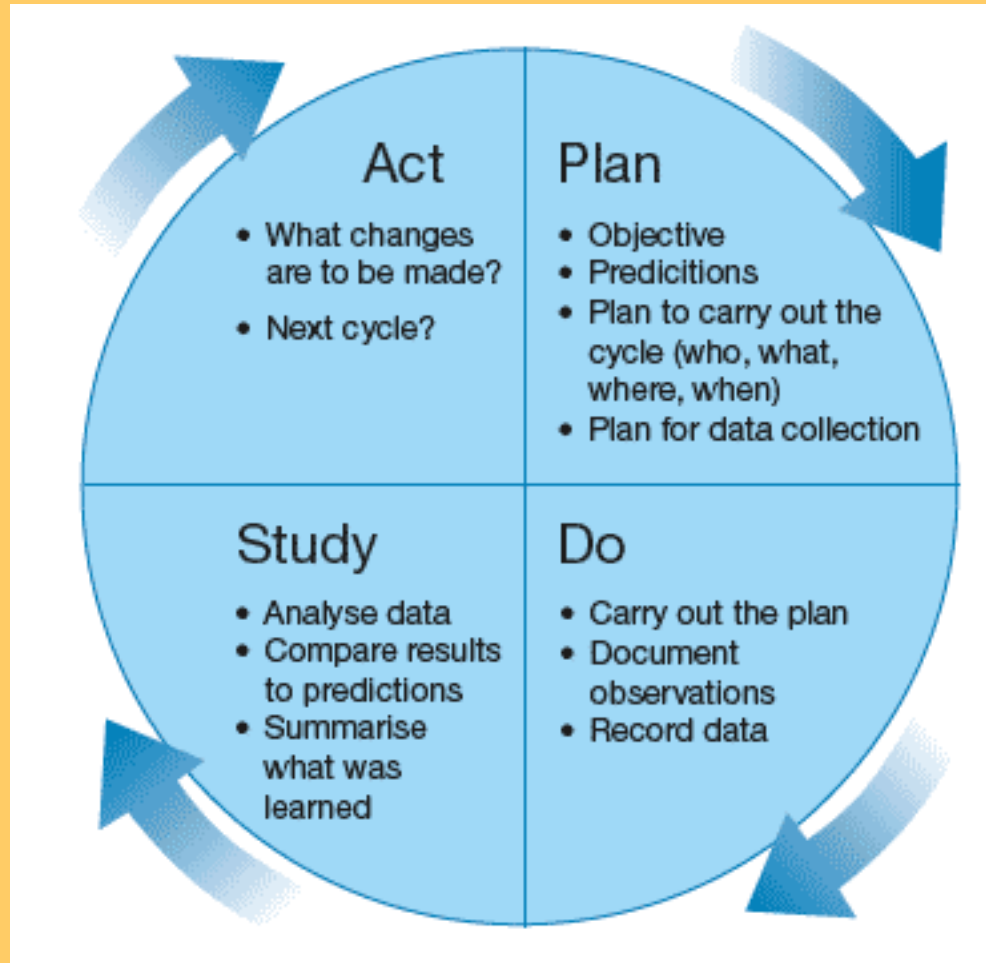 Act
• What changes
are to be made?
• Next cycle?
Plan
• Objective
• Predicitions
• Plan to carry out the
cycle (who, what,
where, when)
• Plan for data collection
Study
• Analyse data
• Compare results
to predictions
• Summarise
what was
learned
Do
• Carry out the plan
• Document
observations
• Record data